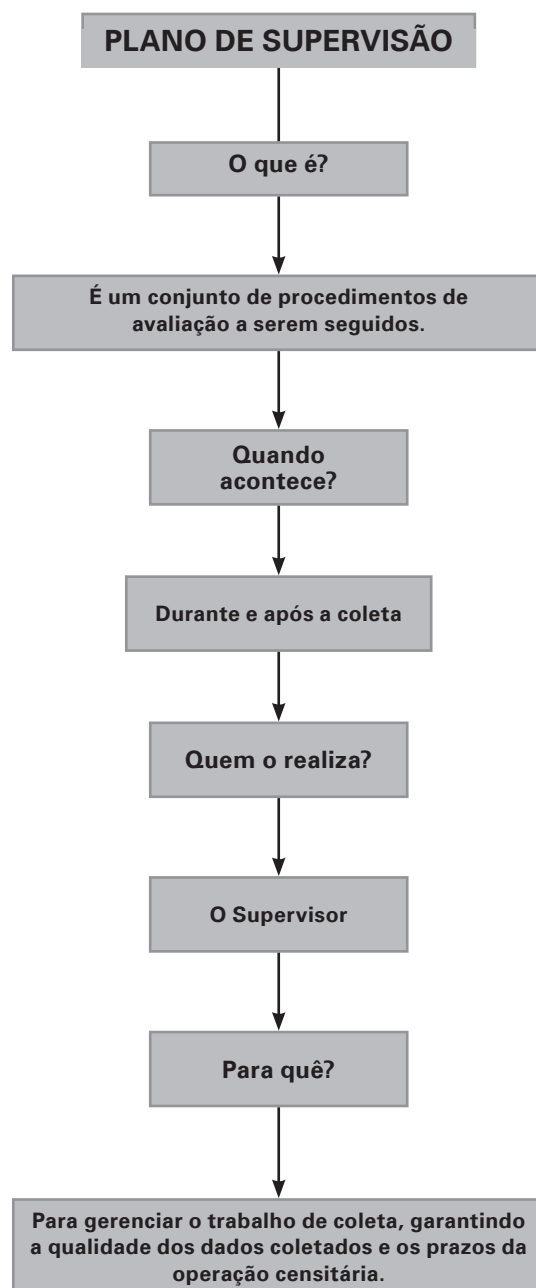 PLANO DE SUPERVISÃO
O que é?
É um conjunto de procedimentos de
avaliação a serem seguidos.
Quando
acontece?
Durante e após a coleta
Quem o realiza?
O Supervisor
Para quê?
Para gerenciar o trabalho de coleta, garantindo
a qualidade dos dados coletados e os prazos da
operação censitária.